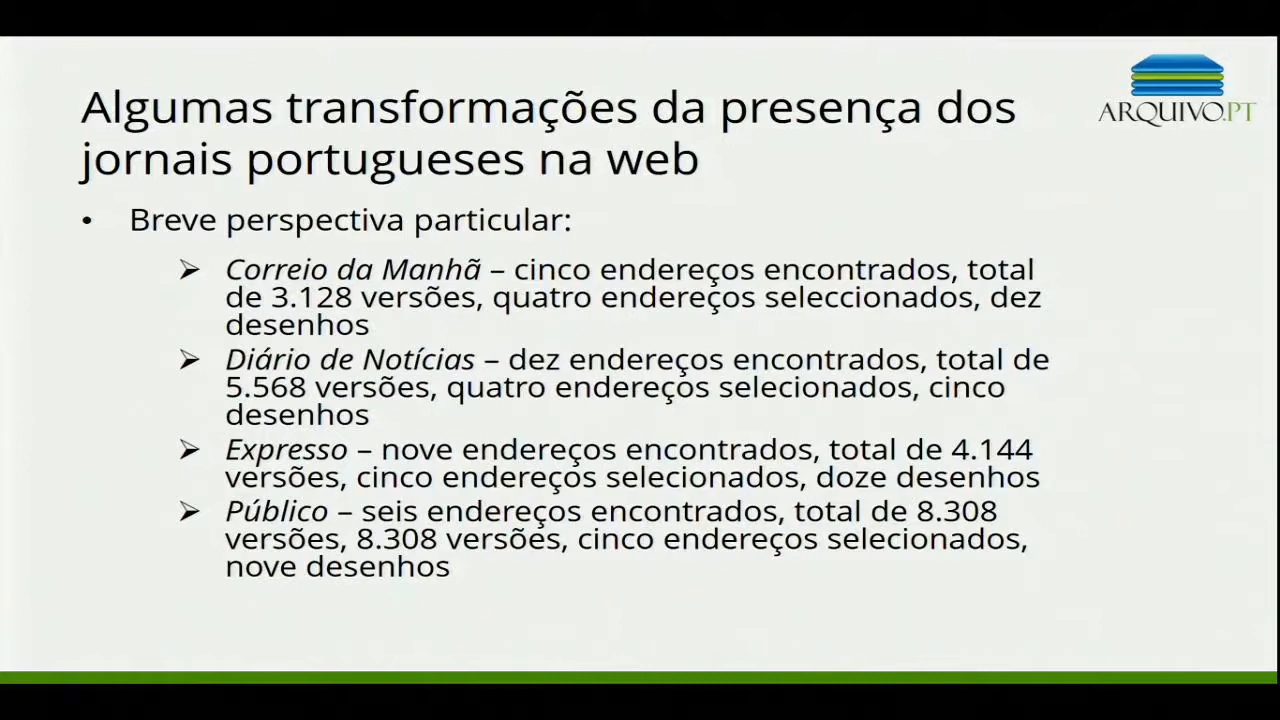 Algumas transformações da presença dos
jornais portugueses na web
ARQUIVO.PT
• Breve perspectiva particular:
➢ Correio da Manhã – cinco endereços encontrados, total
de 3.128 versões, quatro endereços seleccionados, dez
desenhos
➢ Diário de Notícias – dez endereços encontrados, total de
5.568 versões, quatro endereços selecionados, cinco
desenhos
➢ Expresso – nove endereços encontrados, total de 4.144
versões, cinco endereços selecionados, doze desenhos
➢ Público – seis endereços encontrados, total de 8.308
versões, 8.308 versões, cinco endereços selecionados,
nove desenhos